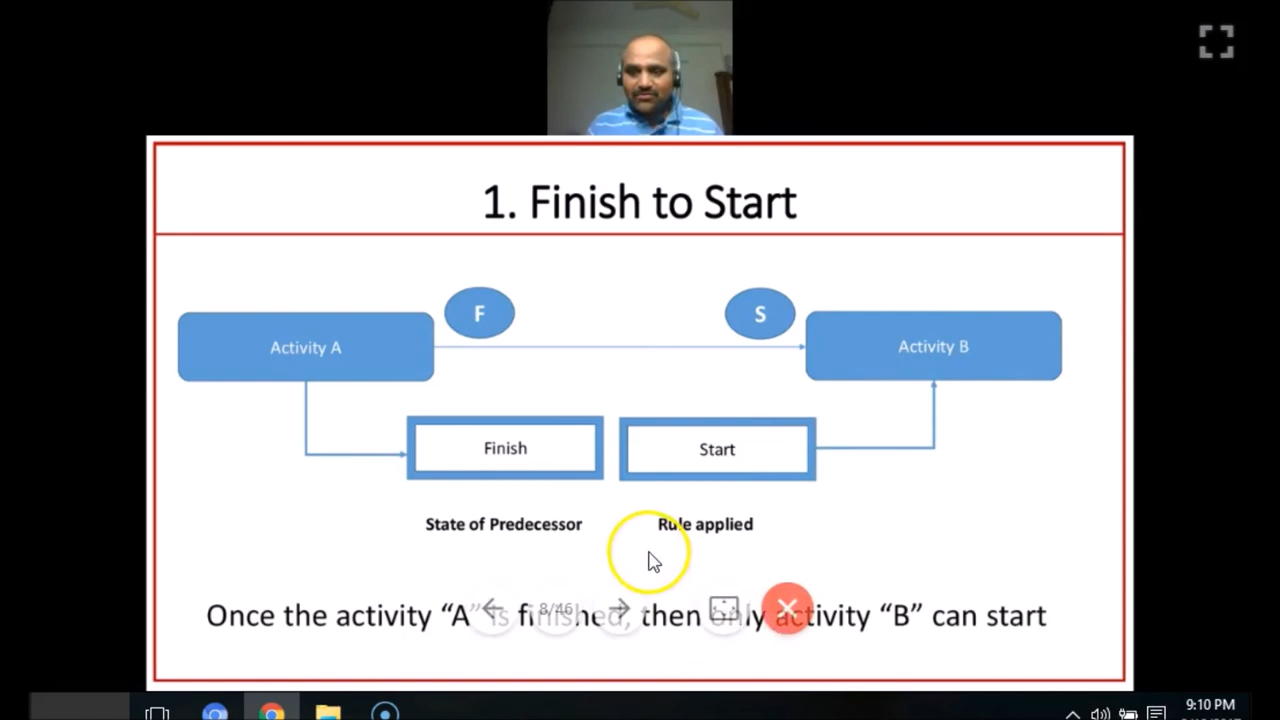 1. Finish to Start
F
S
Activity A
Activity B
Finish
Start
State of Predecessor
Rule applied
Once the activity “A” is finished, then only activity “B” can start
8/46
9:10 PM